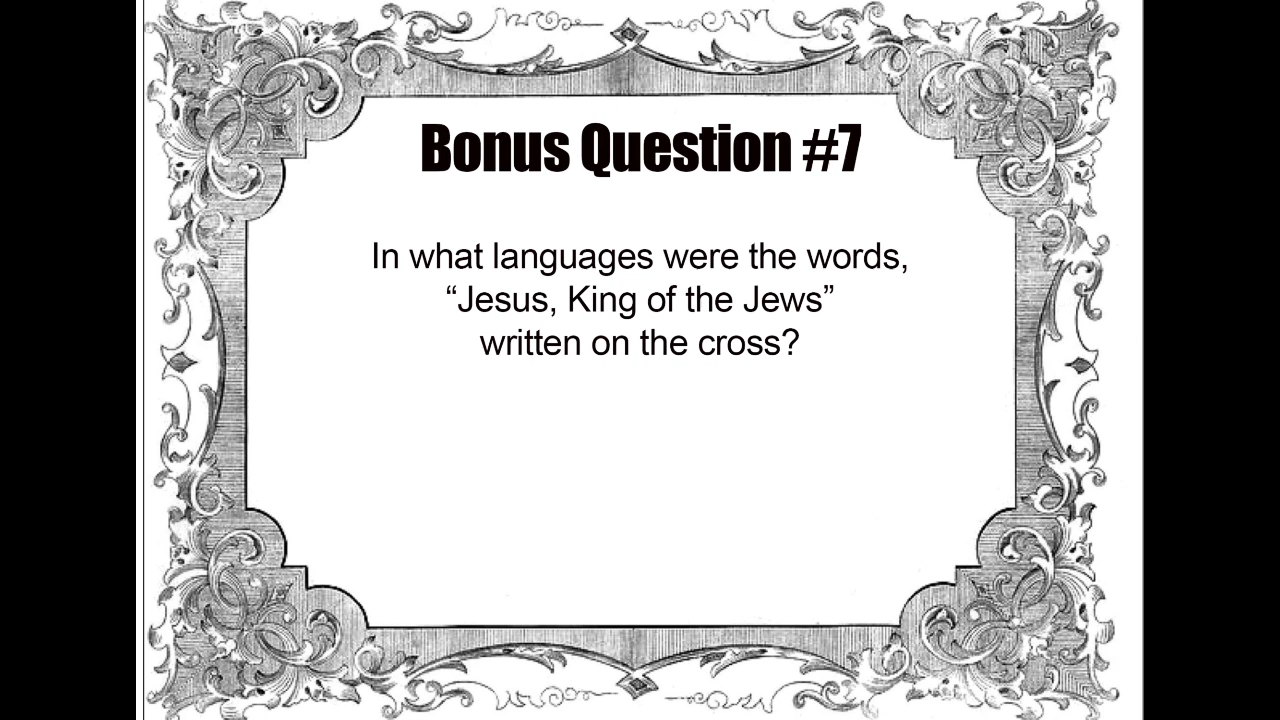 Bonus Question #7
In what languages were the words,
“Jesus, King of the Jews”
written on the cross?